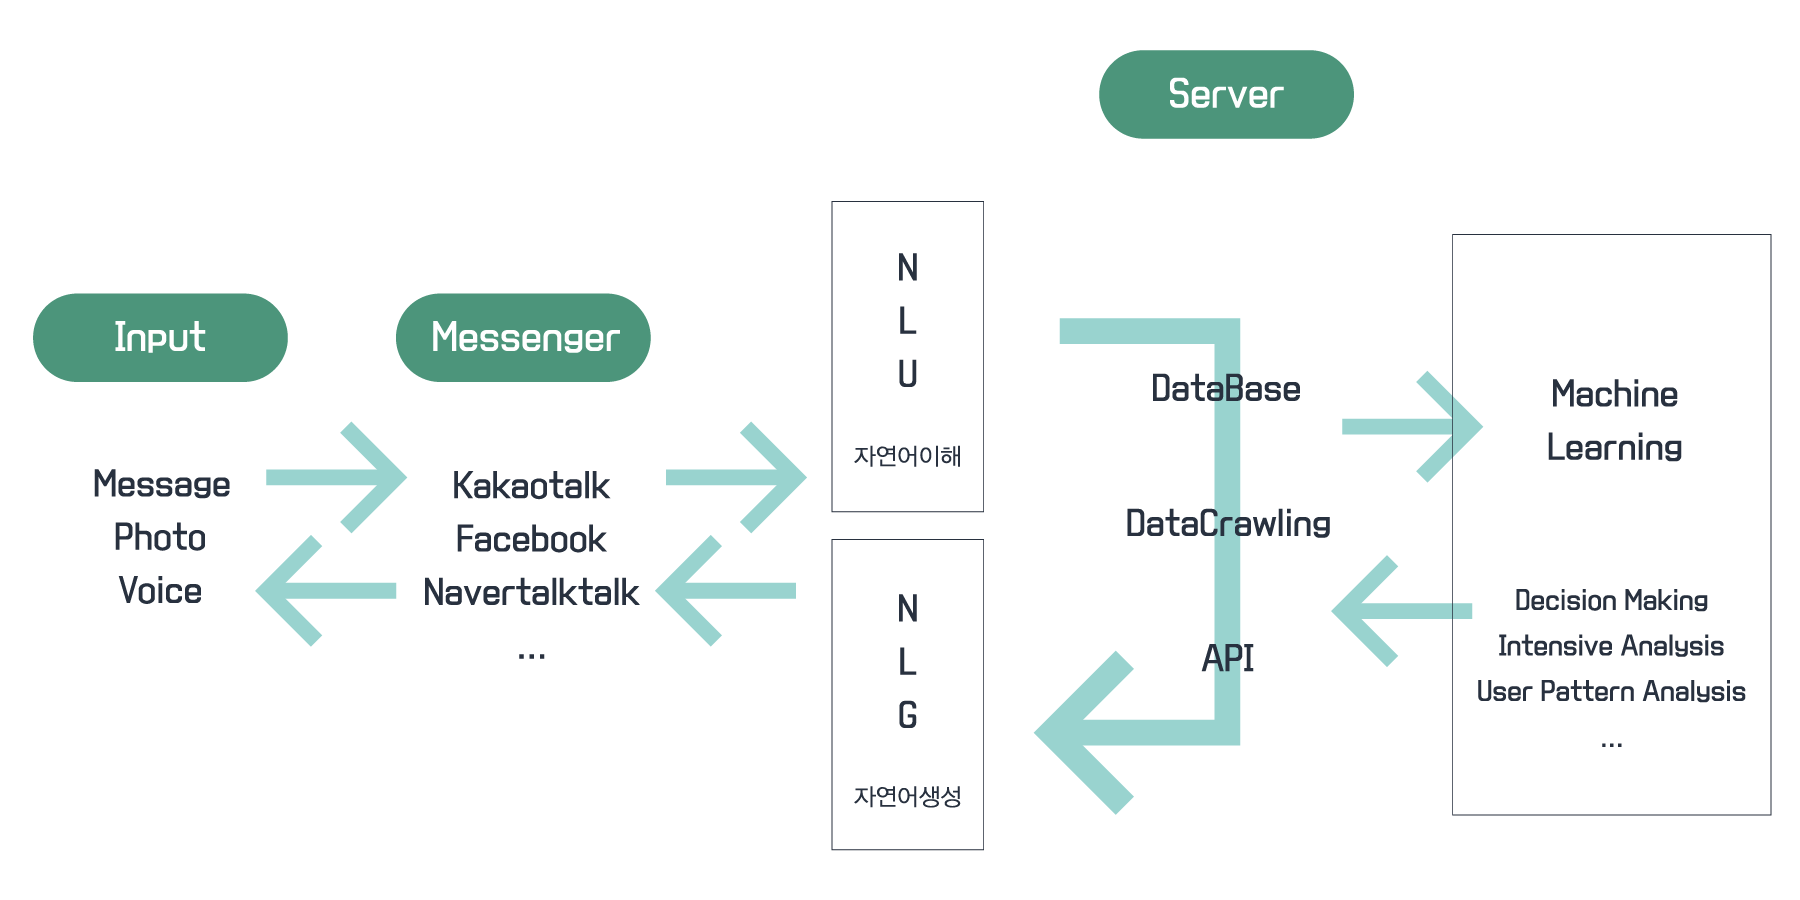 Server
Input
Message
Photo
Voice
Messenger
Kakaotalk
Facebook
Navertalktalk
...
N
L
U
자연어이해
N
L
G
자연어생성
DataBase
DataCrawling
API
Machine
Learning
Decision Making
Intensive Analysis
User Pattern Analysis
...